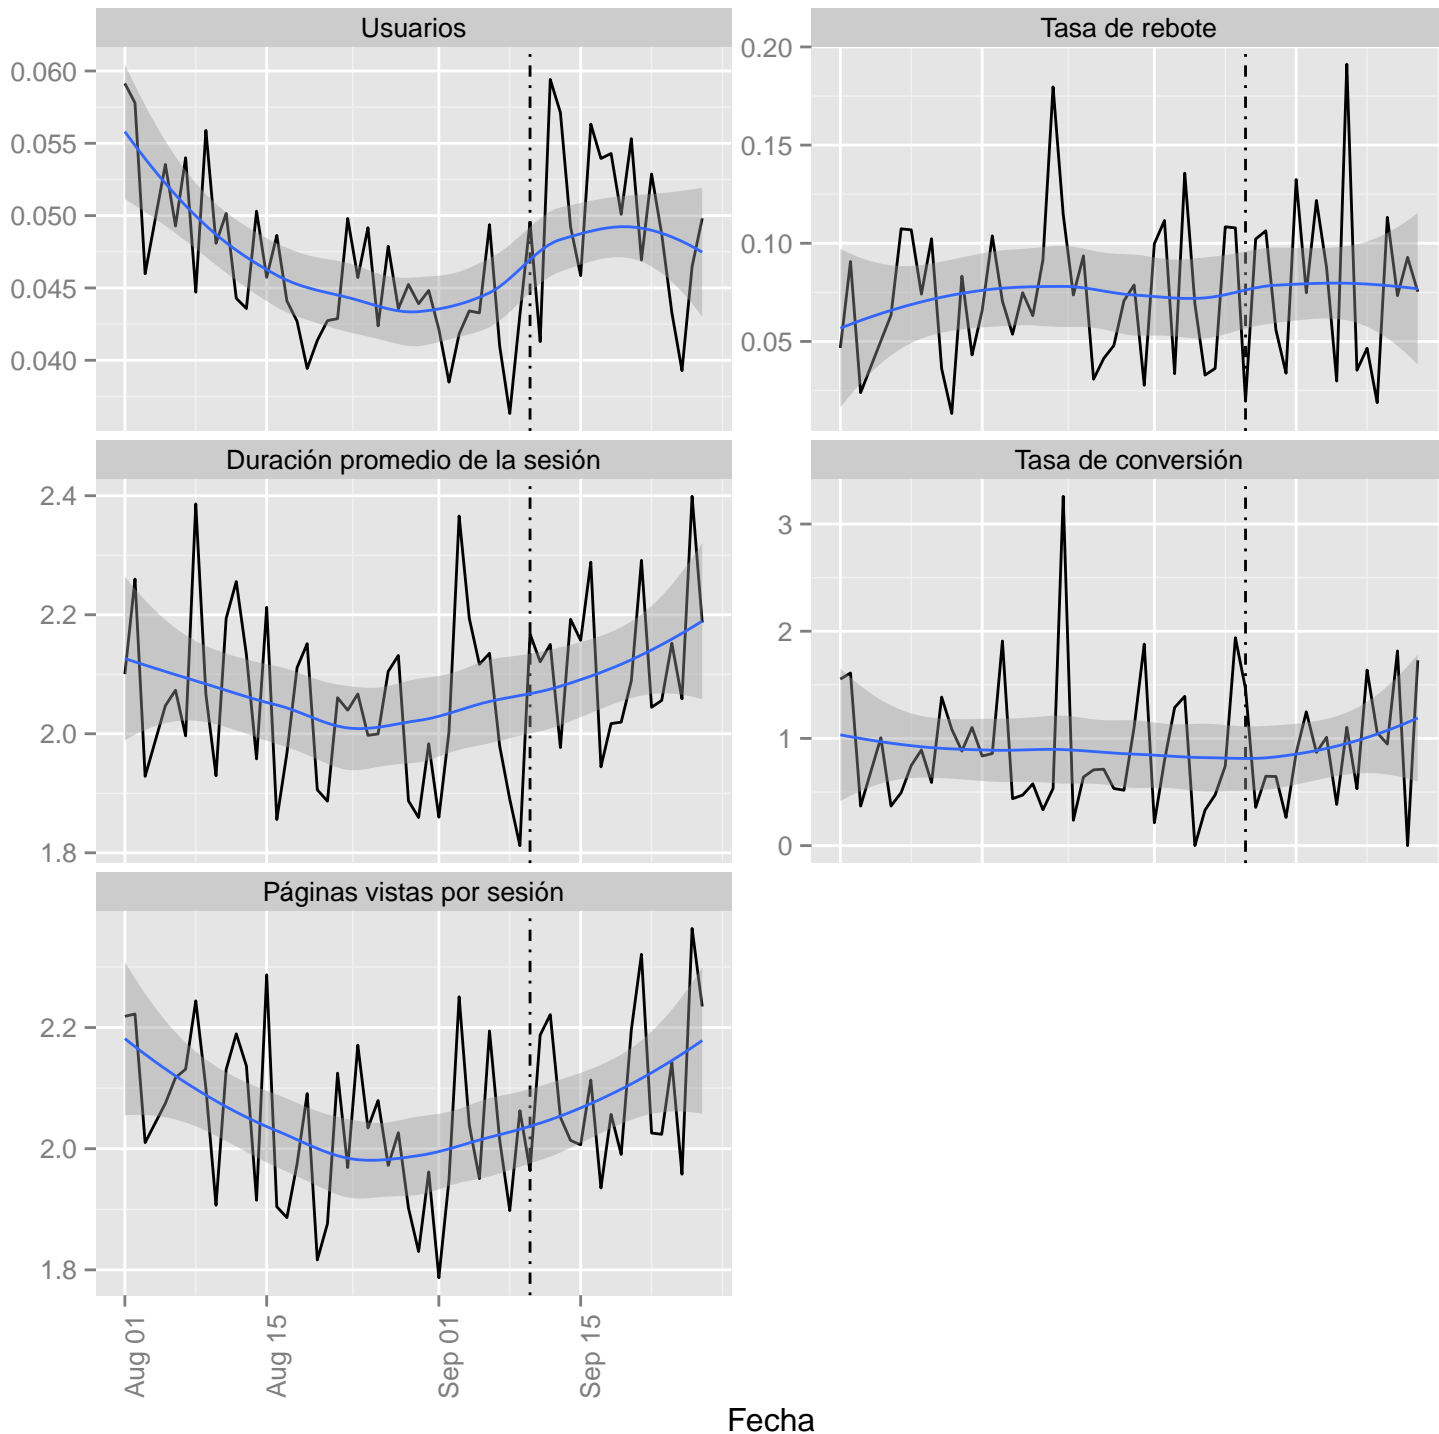 Usuarios
0.060
0.055
0.050
0.045
0.040
Tasa de rebote
0.20
0.15
0.10
0.05
Duración promedio de la sesión
2.4
2.2
2.0
1.8
Tasa de conversión
3
2
1
0
Páginas vistas por sesión
2.2
2.0
1.8
Aug 01
Aug 15
Sep 01
Sep 15
Fecha